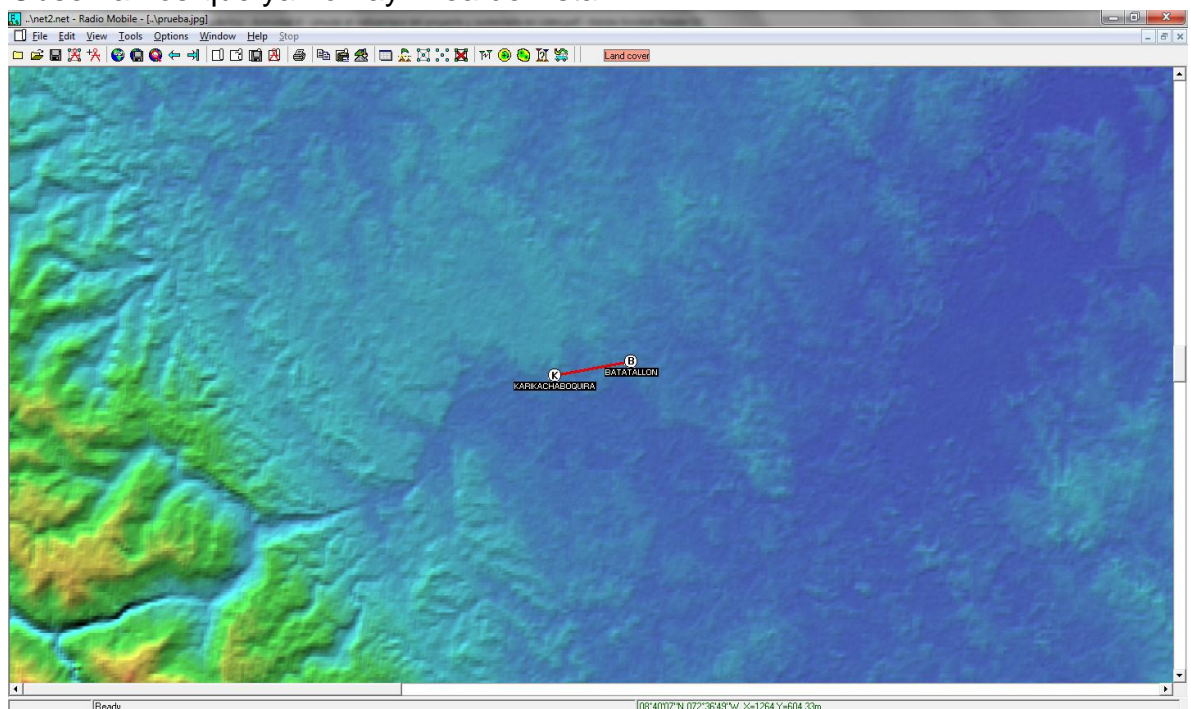 ..\net2.net - Radio Mobile - [..\prueba.jpg]
File Edit View Tools Options Window Help Stop
Land cover
K
B
KARIKACHABOQUIRA
BATATALLON
Ready
08°40'07"N 072°36'49"W X=1264,Y=604,33m